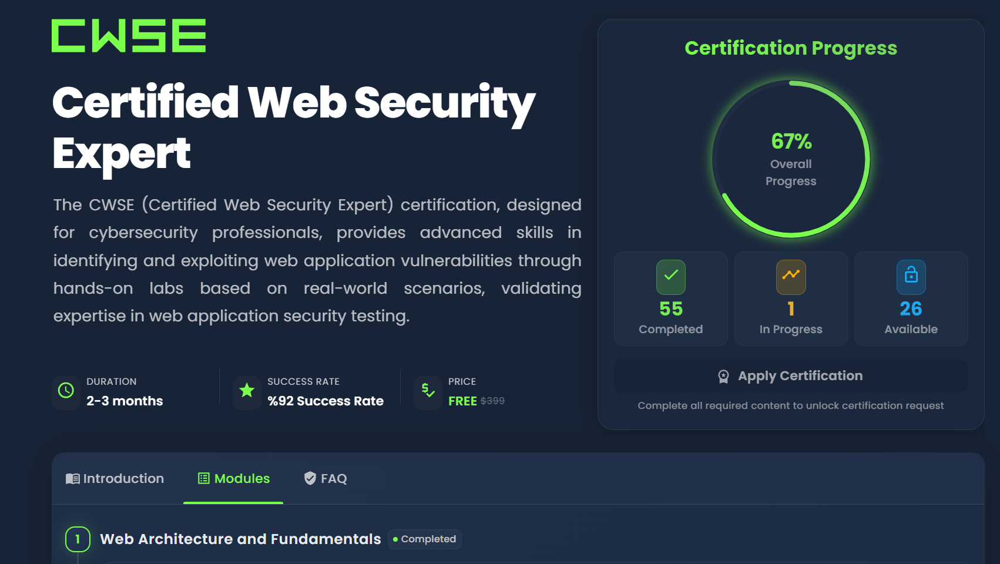 CWSE
Certified Web Security
Expert
The CWSE (Certified Web Security Expert) certification, designed
for cybersecurity professionals, provides advanced skills in
identifying and exploiting web application vulnerabilities through
hands-on labs based on real-world scenarios, validating
expertise in web application security testing.
DURATION
2-3 months
SUCCESS RATE
%92 Success Rate
PRICE
FREE $399
Certification Progress
67%
Overall
Progress
55
Completed
1
In Progress
26
Available
Apply Certification
Complete all required content to unlock certification request
Introduction
Modules
FAQ
1
Web Architecture and Fundamentals
Completed